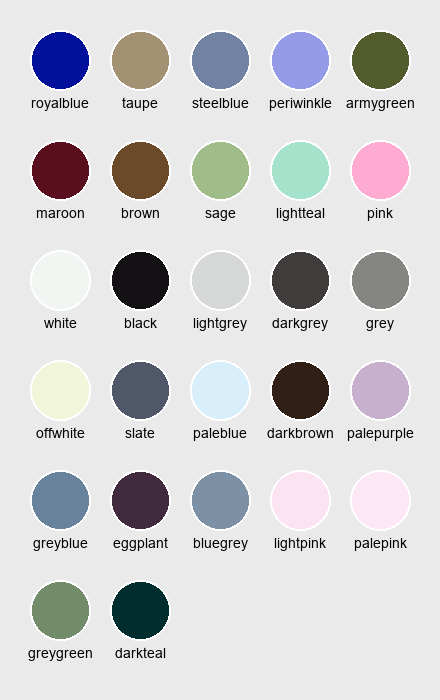 royalblue taupe steelblue periwinkle armygreen
maroon brown sage lightteal pink
white black lightgrey darkgrey grey
offwhite slate paleblue darkbrown palepurple
greyblue eggplant bluegrey lightpink palepink
greygreen darkteal